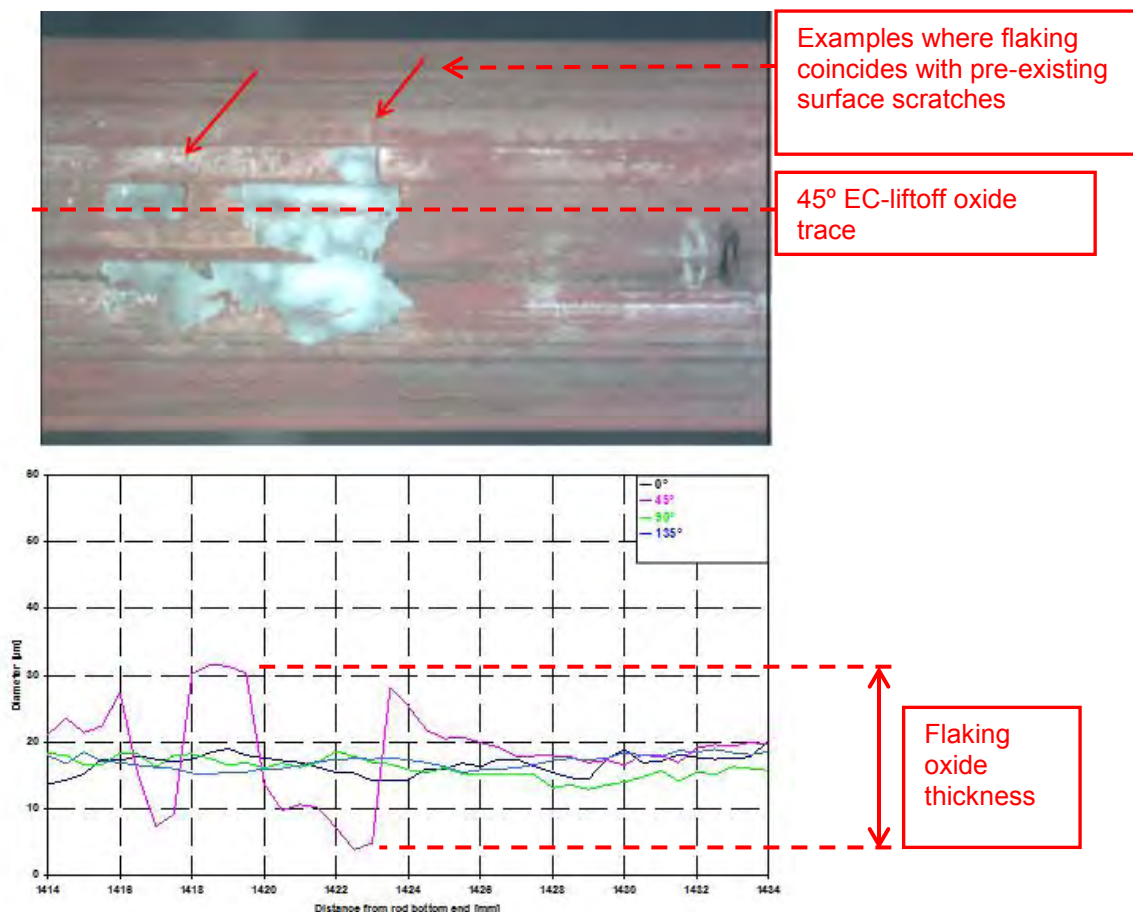 Examples where flaking
coincides with pre-existing
surface scratches
45º EC-liftoff oxide
trace
60
50
40
30
20
10
0
Diameter [µm]
0°
45°
90°
135°
1414 1416 1418 1420 1422 1424 1426 1428 1430 1432 1434
Distance from rod bottom end [mm]
Flaking
oxide
thickness